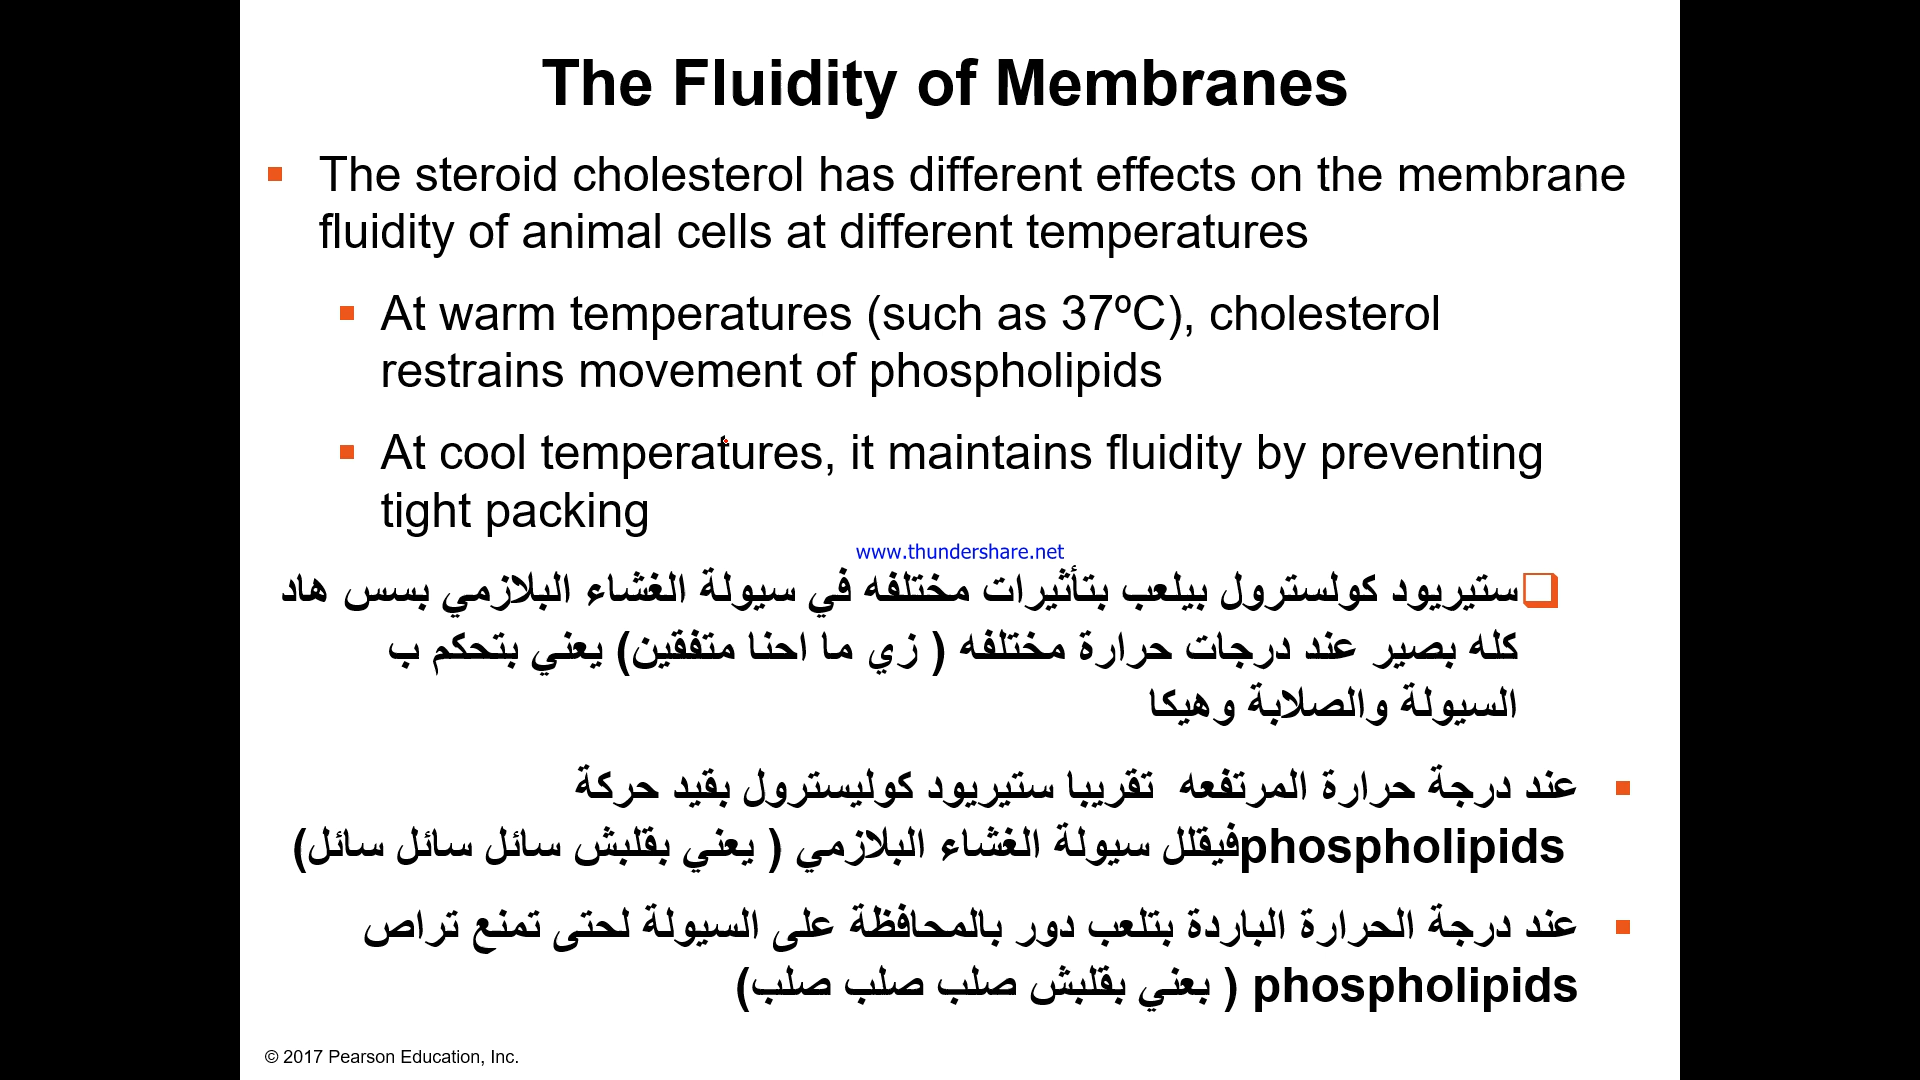 The Fluidity of Membranes
The steroid cholesterol has different effects on the membrane
fluidity of animal cells at different temperatures
At warm temperatures (such as 37ºC), cholesterol
restrains movement of phospholipids
At cool temperatures, it maintains fluidity by preventing
tight packing
www.thundershare.net
ستيريود كولسترول بيلعب بتأثيرات مختلفه في سيولة الغشاء البلازمي بسس هاد
كله بصير عند درجات حرارة مختلفه ( زي ما احنا متفقين) يعني بتحكم ب
السيولة والصلابة وهيكا
عند درجة حرارة المرتفعه تقريبا ستيريود كوليسترول بقيد حركة
phospholipidsفيقلل سيولة الغشاء البلازمي ( يعني بقلبش سائل سائل سائل)
عند درجة الحرارة الباردة بتلعب دور بالمحافظة على السيولة لحتى تمنع تراص
phospholipids ( بعني بقلبش صلب صلب صلب)
© 2017 Pearson Education, Inc.